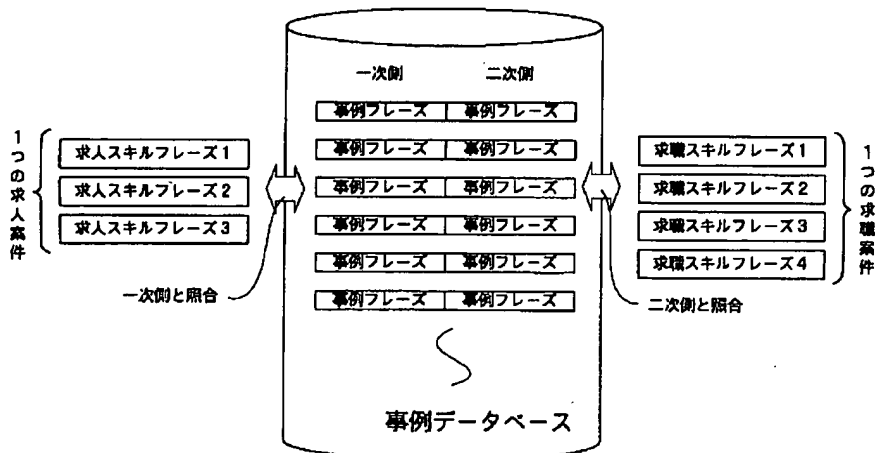 一次側 二次側
事例フレーズ 事例フレーズ
事例フレーズ 事例フレーズ
事例フレーズ 事例フレーズ
事例フレーズ 事例フレーズ
事例フレーズ 事例フレーズ
事例フレーズ 事例フレーズ
1つの求人案件
求人スキルフレーズ1
求人スキルフレーズ2
求人スキルフレーズ3
一次側と照合
求職スキルフレーズ1
求職スキルフレーズ2
求職スキルフレーズ3
求職スキルフレーズ4
1つの求職案件
二次側と照合
事例データベース